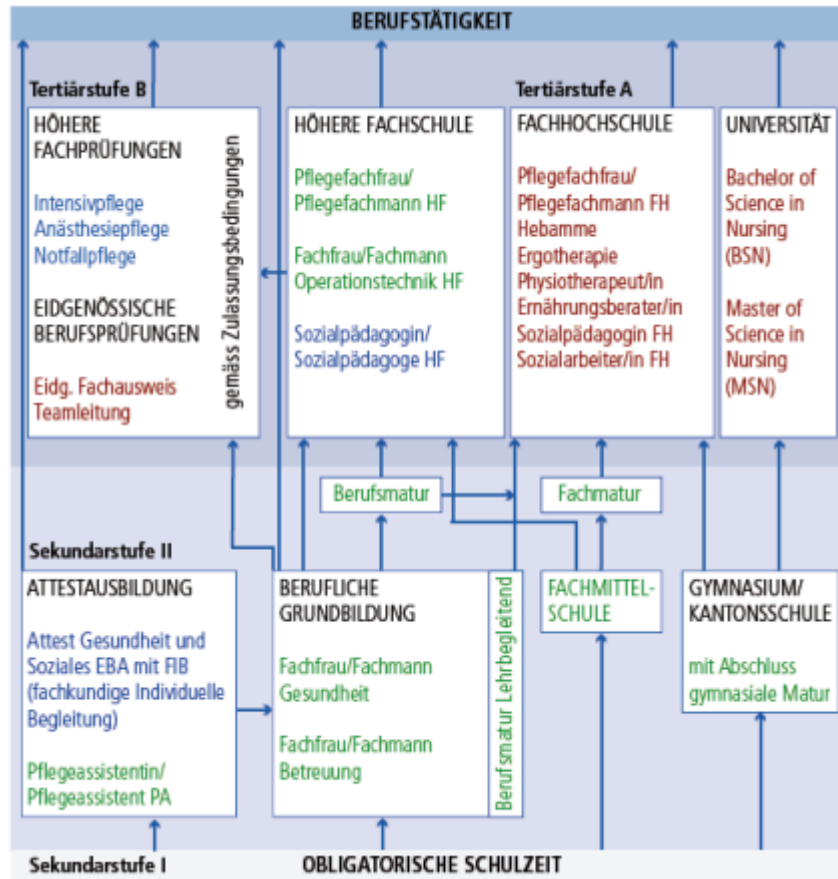 BERUFSTÄTIGKEIT
Tertiärstufe B
Tertiärstufe A
HÖHERE
FACHPRÜFUNGEN
Intensivpflege
Anästhesiepflege
Notfallpflege
EIDGENÖSSISCHE
BERUFSPRÜFUNGEN
Eidg. Fachausweis
Teamleitung
gemäss Zulassungsbedingungen
HÖHERE FACHSCHULE
Pflegefachfrau/
Pflegefachmann HF
Fachfrau/Fachmann
Operationstechnik HF
Sozialpädagogin/
Sozialpädagoge HF
FACHHOCHSCHULE
Pflegefachfrau/
Pflegefachmann FH
Hebamme
Ergotherapie
Physiotherapeut/in
Ernährungsberater/in
Sozialpädagogin FH
Sozialarbeiter/in FH
UNIVERSITÄT
Bachelor of
Science in
Nursing
(BSN)
Master of
Science in
Nursing
(MSN)
Berufsmatur
Fachmatur
Sekundarstufe II
ATTESTAUSBILDUNG
Attest Gesundheit und
Soziales EBA mit FIB
(fachkundige Individuelle
Begleitung)
Pflegeassistentin/
Pflegeassistent PA
BERUFLICHE
GRUNDBILDUNG
Fachfrau/Fachmann
Gesundheit
Fachfrau/Fachmann
Betreuung
Berufsmatur Lehrbegleitend
FACHMITTEL-
SCHULE
GYMNASIUM/
KANTONSSCHULE
mit Abschluss
gymnasiale Matur
Sekundarstufe I
OBLIGATORISCHE SCHULZEIT